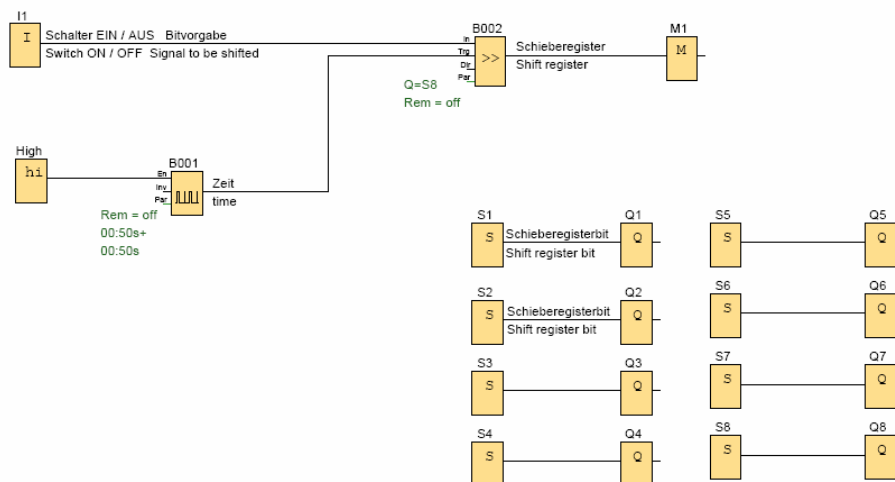 I1
I
Schalter EIN / AUS   Bitvorgabe
Switch ON / OFF  Signal to be shifted
B002
In
Trg
Dir
Par
>>
Q=S8
Rem = off
Schieberegister
Shift register
M1
M
High
hi
B001
En
Inv
Par
Rem = off
00:50s+
00:50s
Zeit
time
S1
S
Schieberegisterbit
Shift register bit
Q1
Q
S5
S
Q5
Q
S2
S
Schieberegisterbit
Shift register bit
Q2
Q
S6
S
Q6
Q
S3
S
Q3
Q
S7
S
Q7
Q
S4
S
Q4
Q
S8
S
Q8
Q